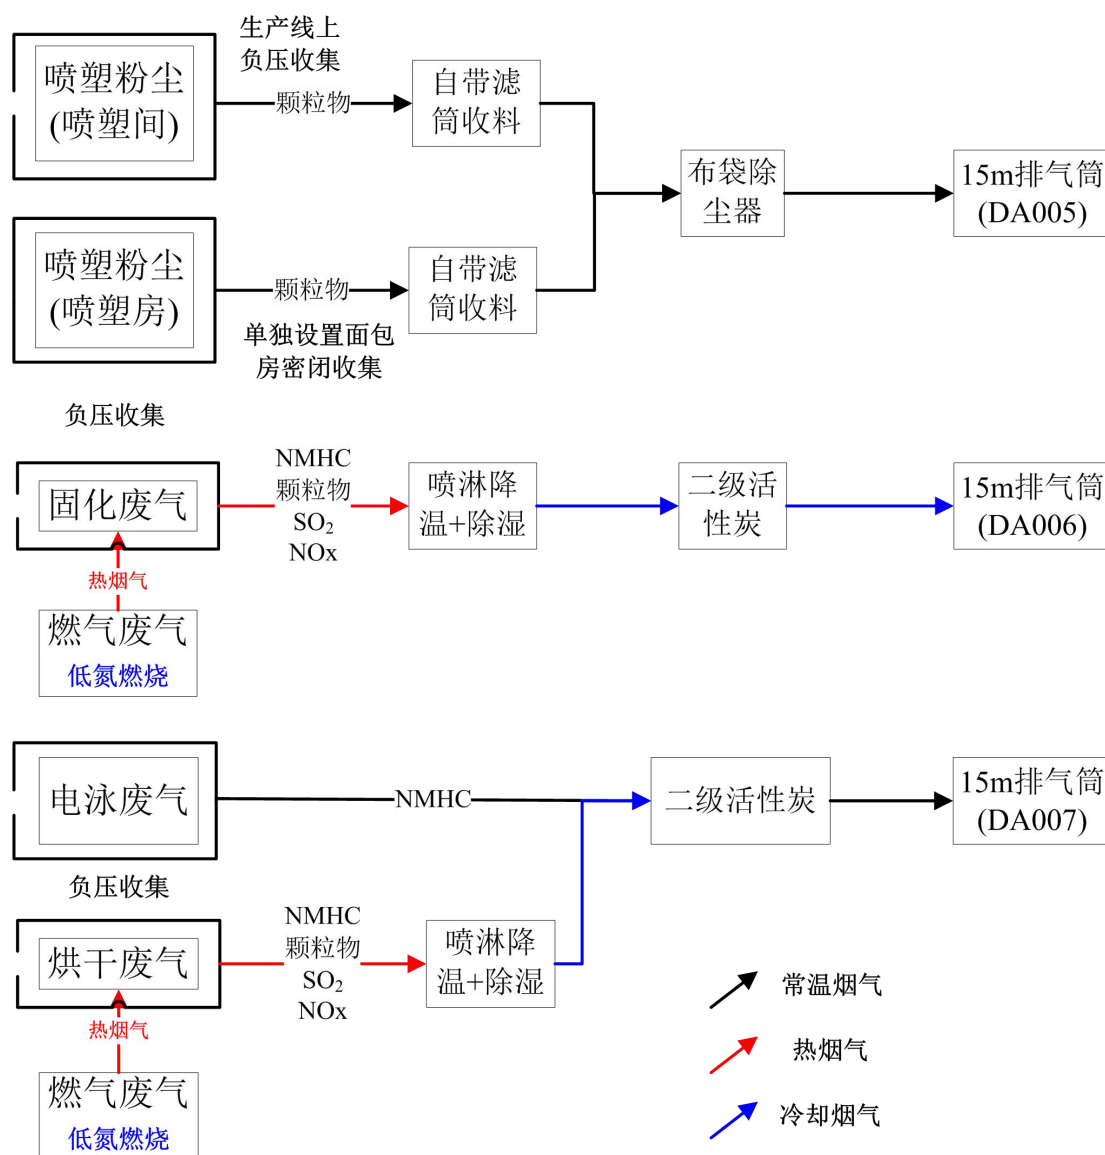 生产线上
负压收集
喷塑粉尘
(喷塑间)
颗粒物
自带滤
筒收料
布袋除
尘器
15m排气筒
(DA005)
喷塑粉尘
(喷塑房)
颗粒物
自带滤
筒收料
单独设置面包
房密闭收集
负压收集
固化废气
NMHC
颗粒物
SO₂
NOx
喷淋降
温+除湿
二级活
性炭
15m排气筒
(DA006)
热烟气
燃气废气
低氮燃烧
电泳废气
NMHC
二级活性炭
15m排气筒
(DA007)
负压收集
烘干废气
NMHC
颗粒物
SO₂
NOx
喷淋降
温+除湿
热烟气
燃气废气
低氮燃烧
常温烟气
热烟气
冷却烟气